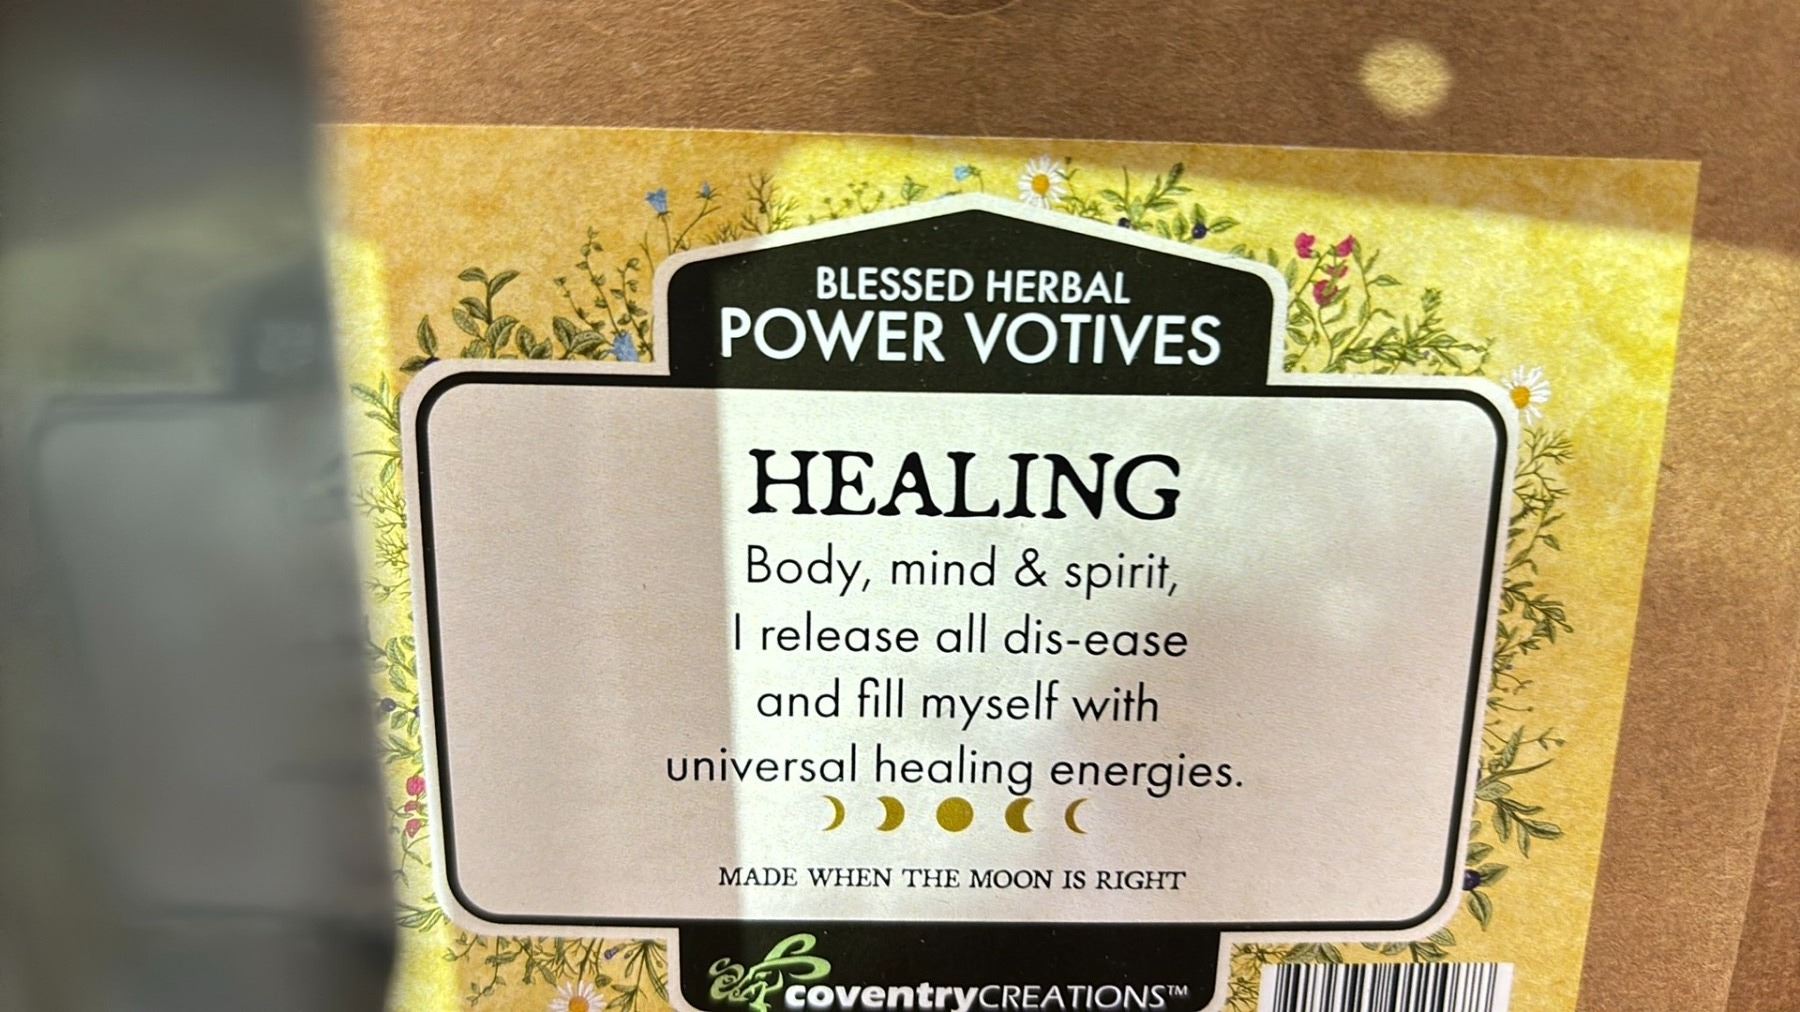 BLESSED HERBAL
POWER VOTIVES
HEALING
Body, mind & spirit,
I release all dis-ease
and fill myself with
universal healing energies.
MADE WHEN THE MOON IS RIGHT
coventryCREATIONS™